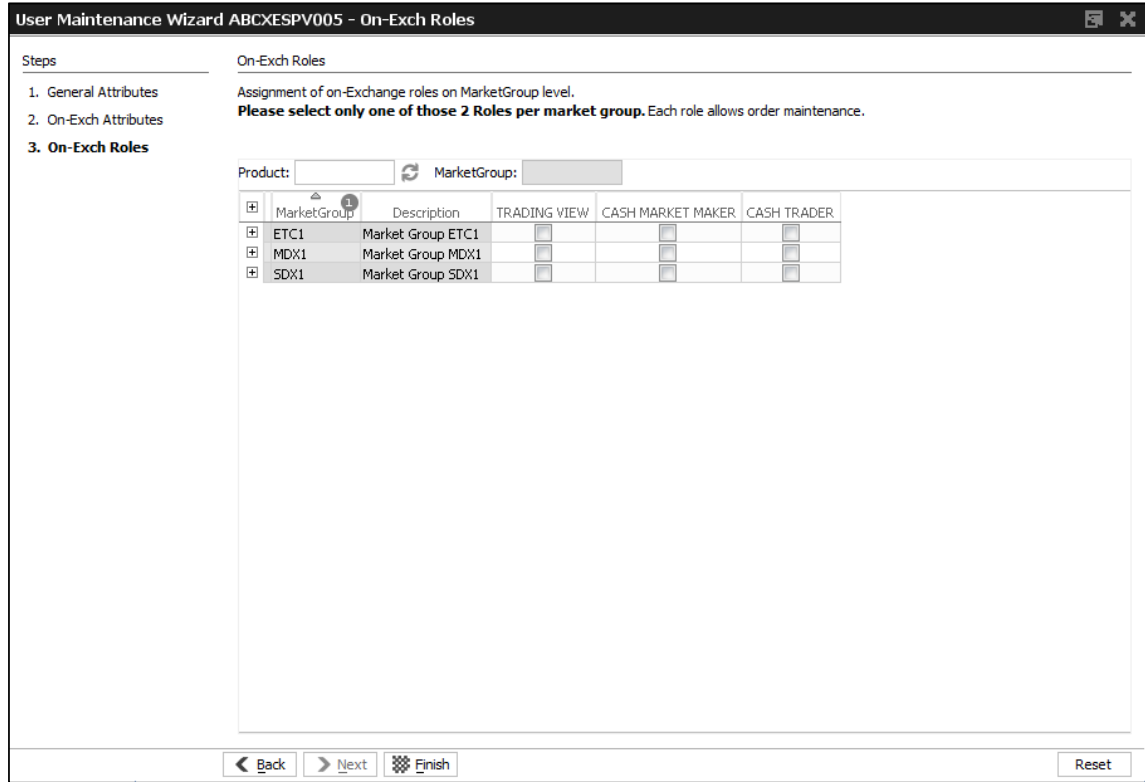 User Maintenance Wizard ABCXESPV005 - On-Exch Roles
Steps
1. General Attributes
2. On-Exch Attributes
3. On-Exch Roles
On-Exch Roles
Assignment of on-Exchange roles on MarketGroup level.
Please select only one of those 2 Roles per market group. Each role allows order maintenance.
Product: MarketGroup:
MarketGroup 1 Description TRADING VIEW CASH MARKET MAKER CASH TRADER
ETC1 Market Group ETC1
MDX1 Market Group MDX1
SDX1 Market Group SDX1
Back Next Finish Reset